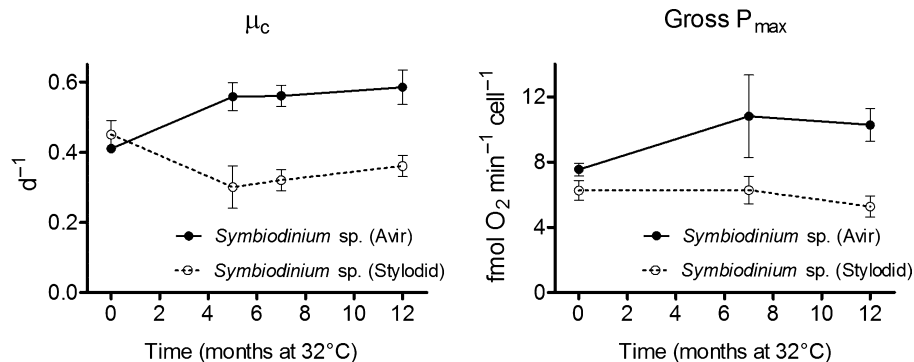 μc
d⁻¹
0.6
0.4
0.2
0.0
Symbiodinium sp. (Avir)
Symbiodinium sp. (Stylodid)
0 2 4 6 8 10 12
Time (months at 32°C)
Gross Pmax
fmol O₂ min⁻¹ cell⁻¹
12
8
4
0
Symbiodinium sp. (Avir)
Symbiodinium sp. (Stylodid)
0 2 4 6 8 10 12
Time (months at 32°C)